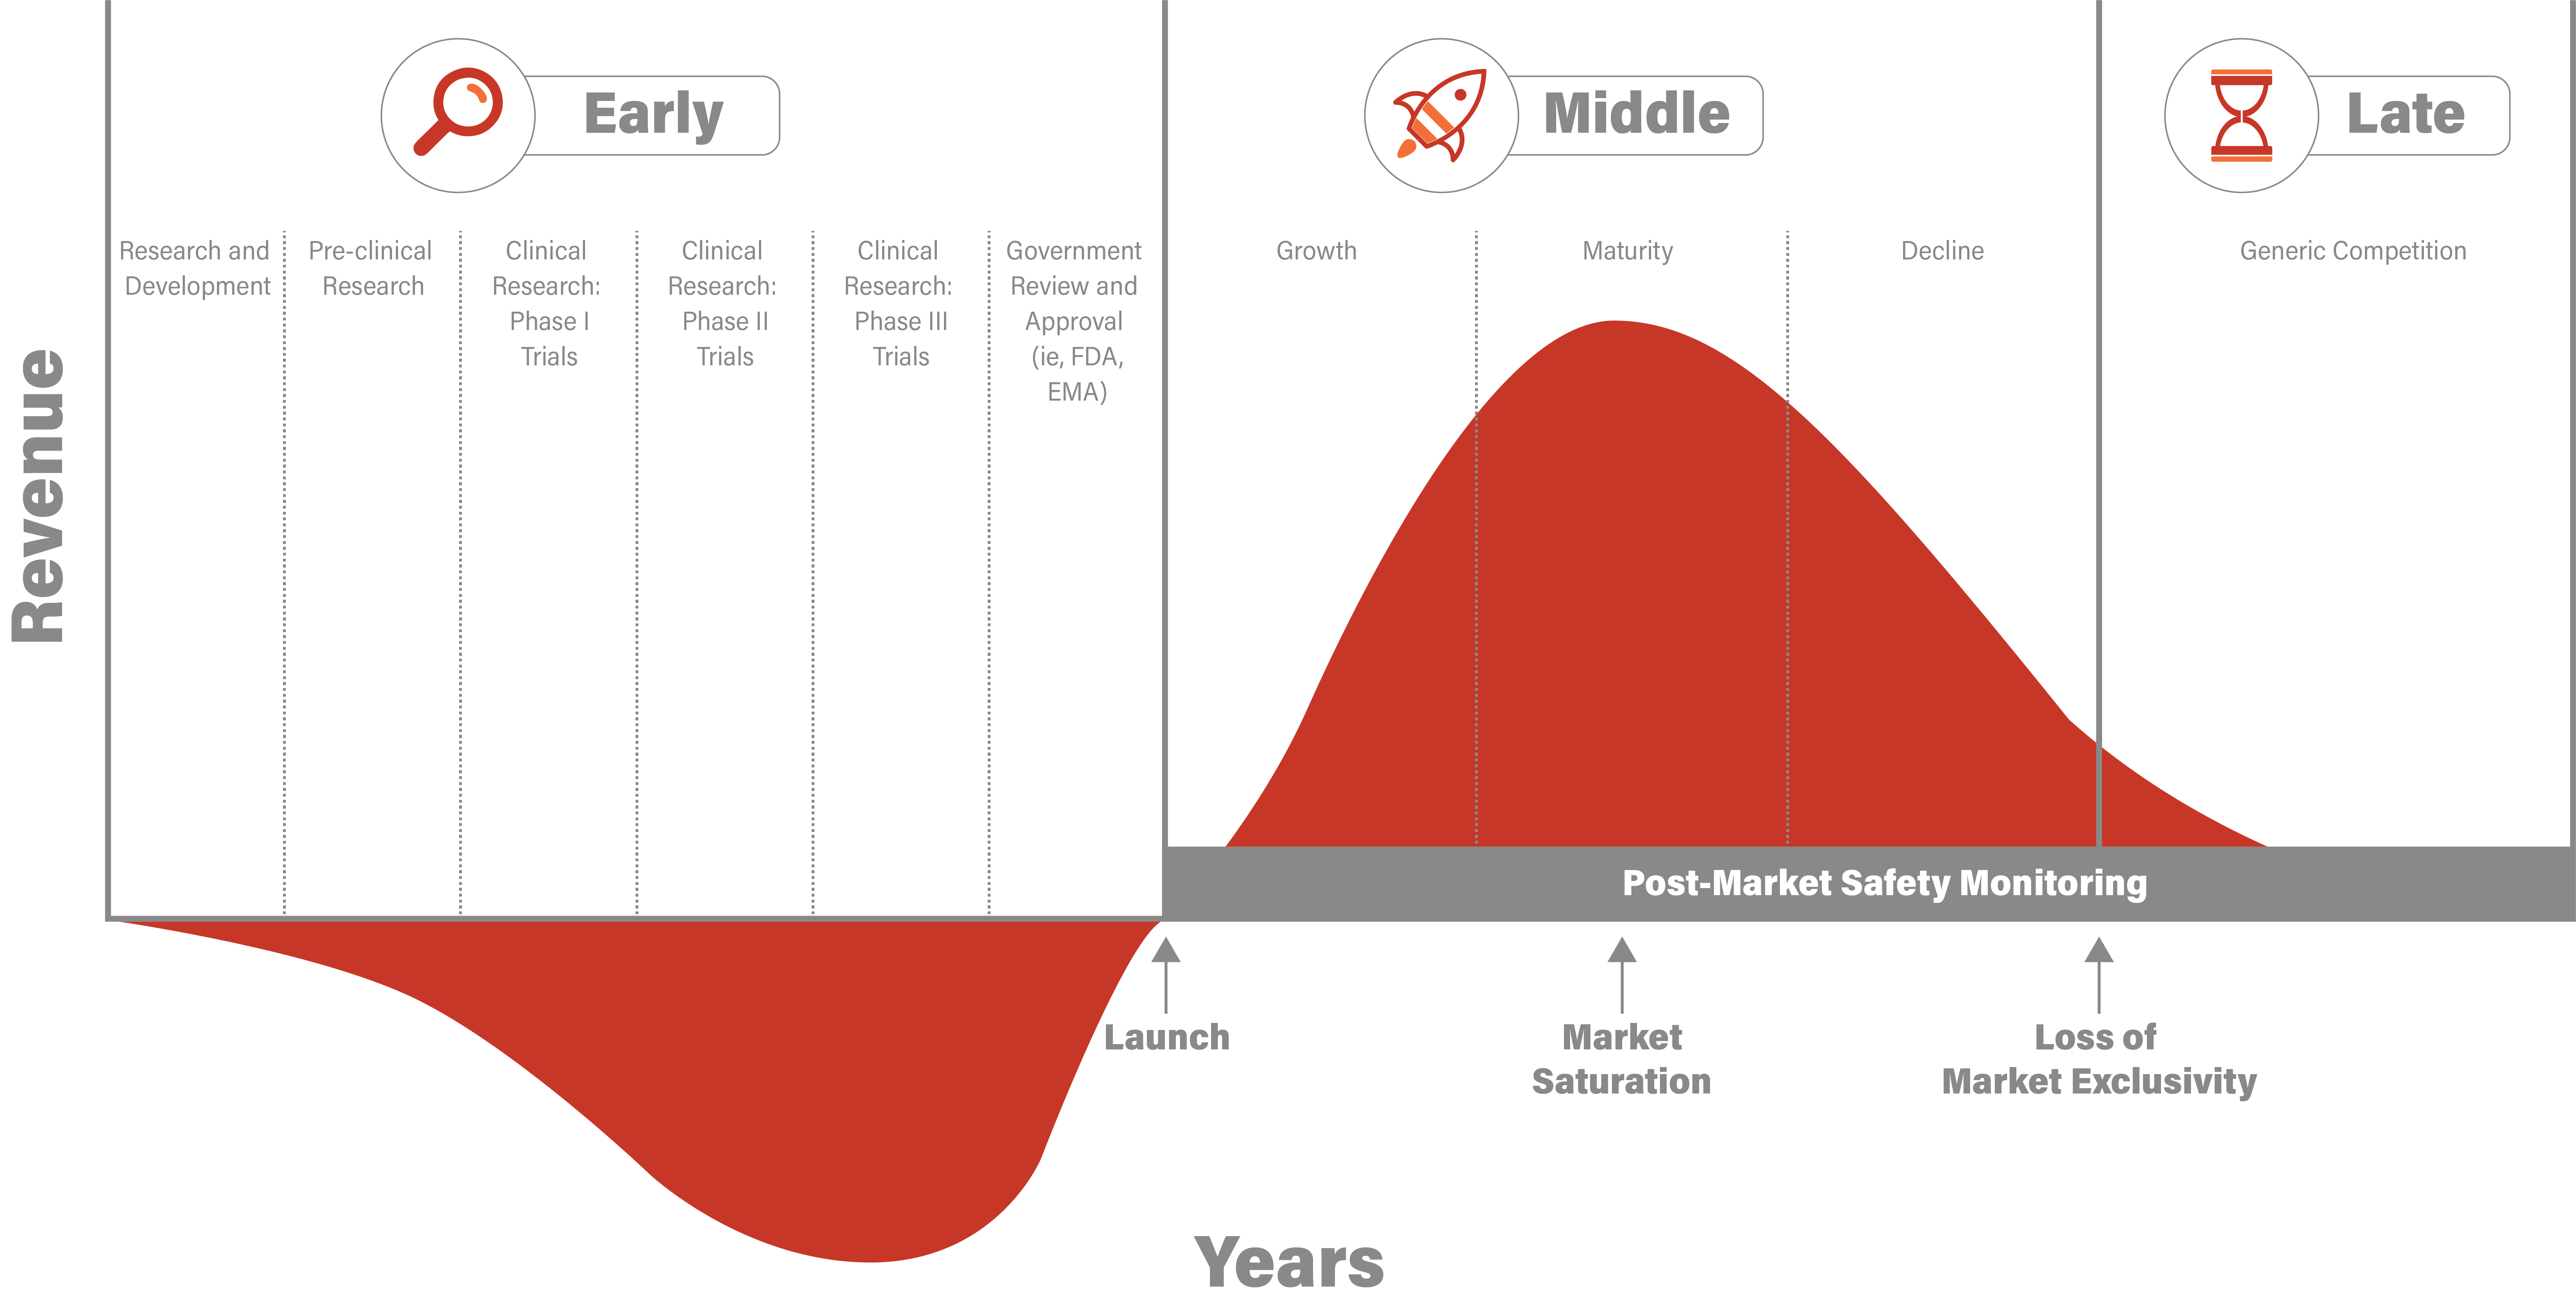 Early
Middle
Late
Research and
Development
Pre-clinical
Research
Clinical
Research:
Phase I
Trials
Clinical
Research:
Phase II
Trials
Clinical
Research:
Phase III
Trials
Government
Review and
Approval
(ie, FDA,
EMA)
Growth
Maturity
Decline
Generic Competition
Revenue
Post-Market Safety Monitoring
Launch
Market
Saturation
Loss of
Market Exclusivity
Years